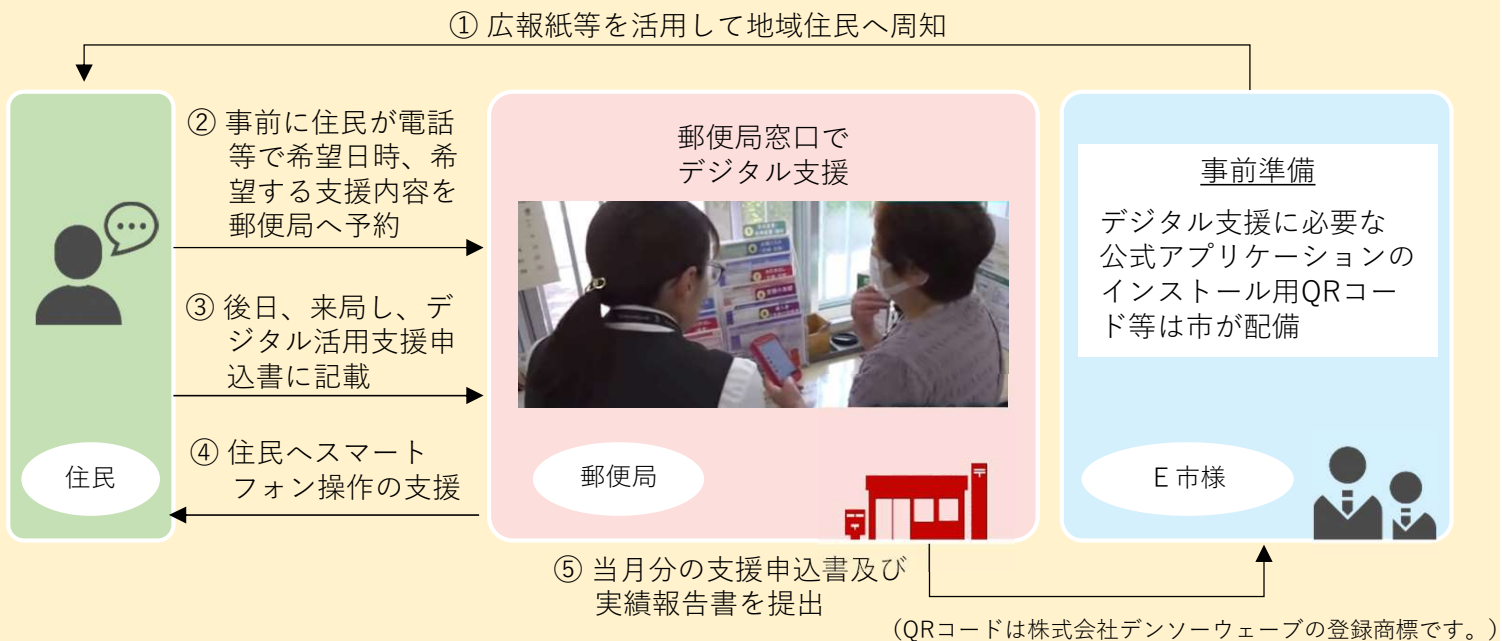 ① 広報紙等を活用して地域住民へ周知
② 事前に住民が電話
等で希望日時、希
望する支援内容を
郵便局へ予約
③ 後日、来局し、デ
ジタル活用支援申
込書に記載
④ 住民へスマート
フォン操作の支援
住民
郵便局窓口で
デジタル支援
郵便局
事前準備
デジタル支援に必要な
公式アプリケーションの
インストール用QRコー
ド等は市が配備
E市様
⑤ 当月分の支援申込書及び
実績報告書を提出
(QRコードは株式会社デンソーウェーブの登録商標です。)